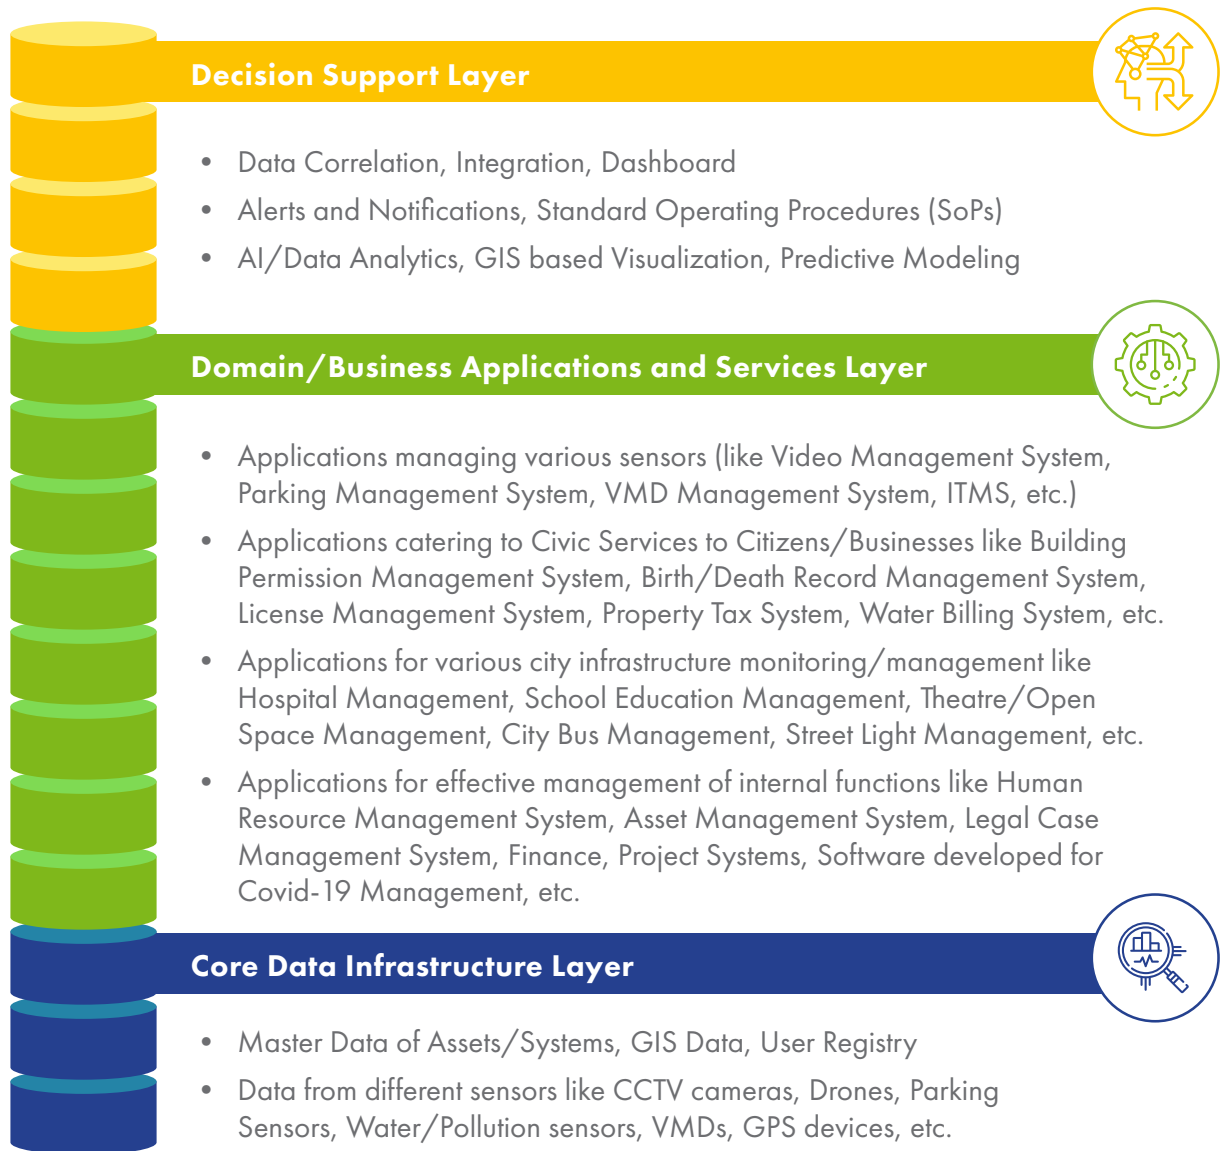 Decision Support Layer
• Data Correlation, Integration, Dashboard
• Alerts and Notifications, Standard Operating Procedures (SoPs)
• AI/Data Analytics, GIS based Visualization, Predictive Modeling
Domain/Business Applications and Services Layer
• Applications managing various sensors (like Video Management System,
Parking Management System, VMD Management System, ITMS, etc.)
• Applications catering to Civic Services to Citizens/Businesses like Building
Permission Management System, Birth/Death Record Management System,
License Management System, Property Tax System, Water Billing System, etc.
• Applications for various city infrastructure monitoring/management like
Hospital Management, School Education Management, Theatre/Open
Space Management, City Bus Management, Street Light Management, etc.
• Applications for effective management of internal functions like Human
Resource Management System, Asset Management System, Legal Case
Management System, Finance, Project Systems, Software developed for
Covid-19 Management, etc.
Core Data Infrastructure Layer
• Master Data of Assets/Systems, GIS Data, User Registry
• Data from different sensors like CCTV cameras, Drones, Parking
Sensors, Water/Pollution sensors, VMDs, GPS devices, etc.